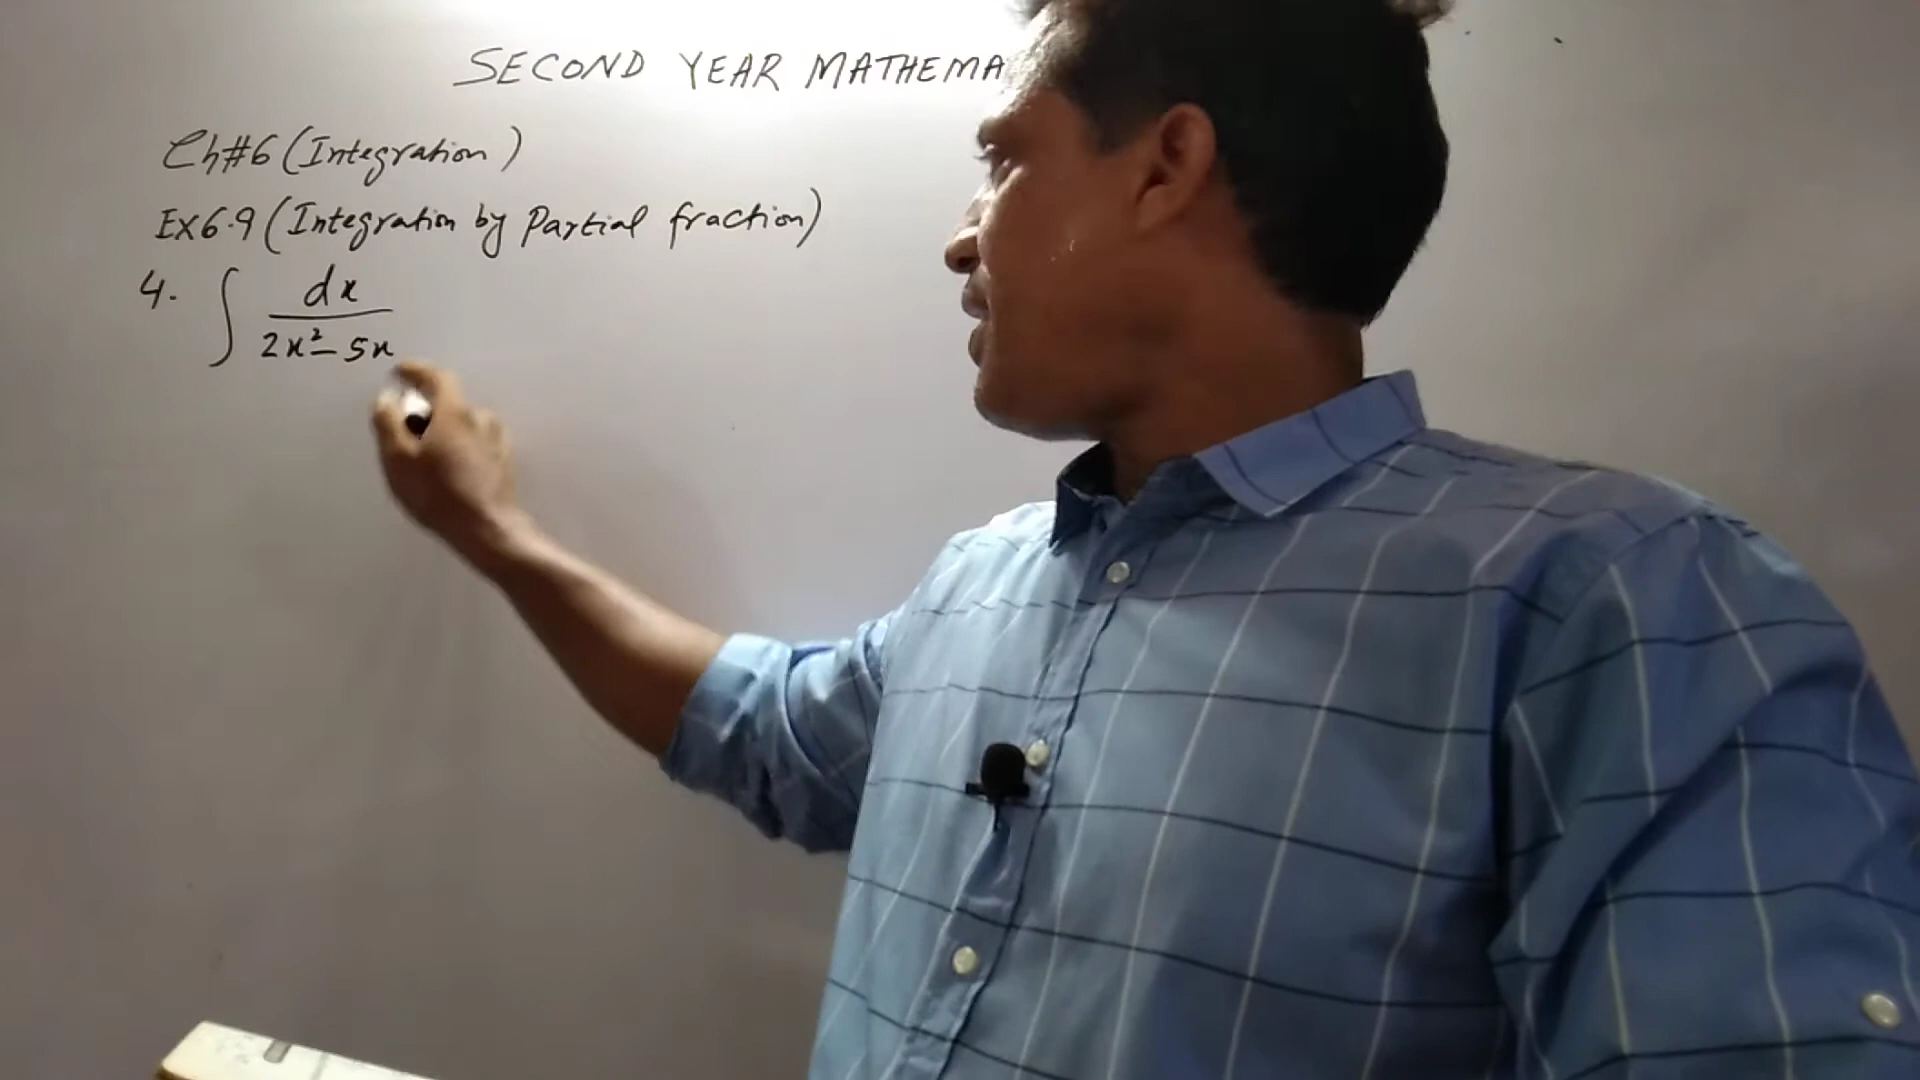 SECOND YEAR MATHEMA
Ch#6 (Integration)
Ex6.9 (Integration by Partial fraction)
4. ∫ dx
2x² - 5x